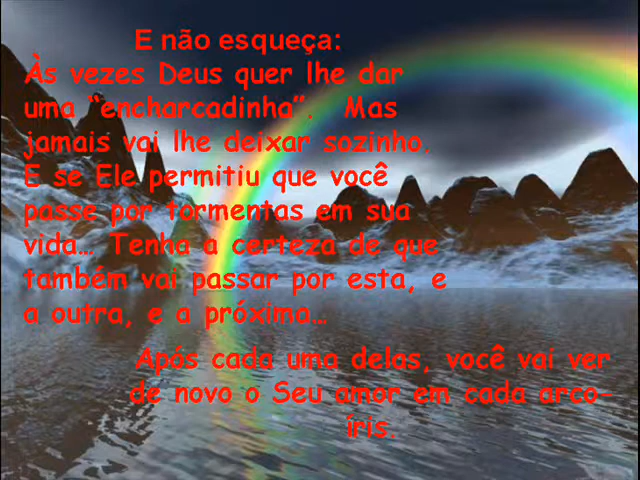 E não esqueça:
Às vezes Deus quer lhe dar
uma “encharcadinha”. Mas
jamais vai lhe deixar sozinho.
E se Ele permitiu que você
passe por tormentas em sua
vida… Tenha a certeza de que
também vai passar por esta, e
a outra, e a próxima…
Após cada uma delas, você vai ver
de novo o Seu amor em cada arco-
íris.